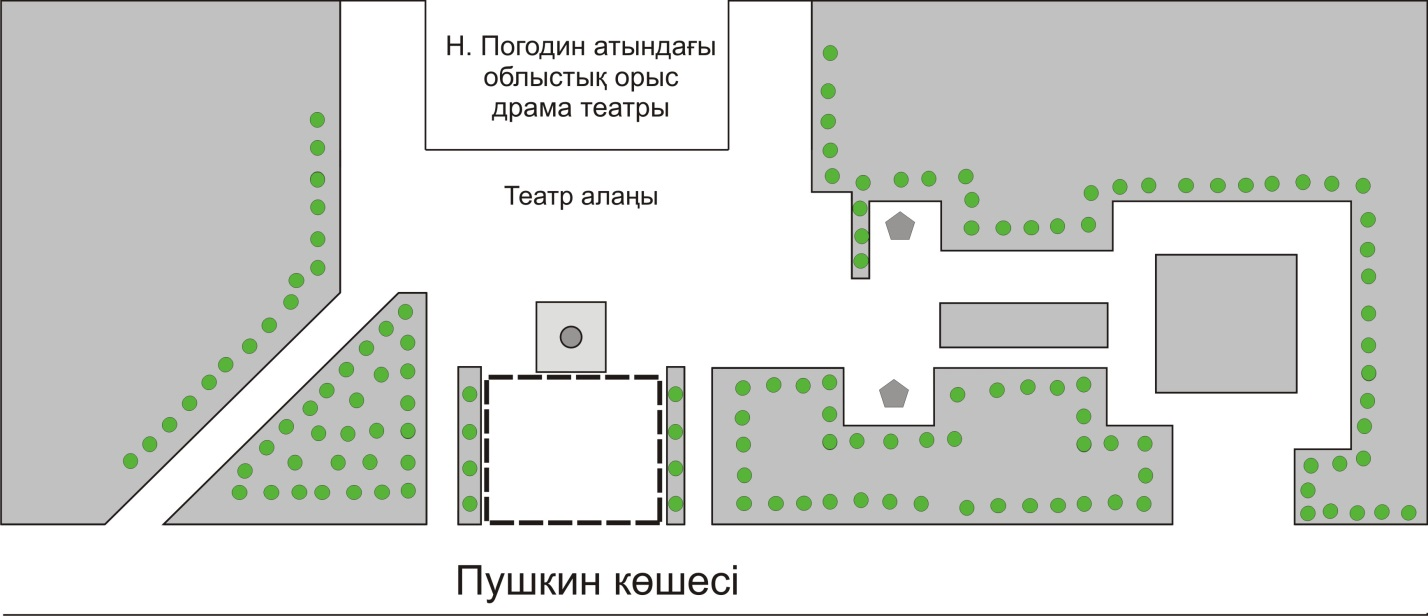 Н. Погодин атындағы
облыстық орыс
драма театры
Театр алаңы
Пушкин көшесі